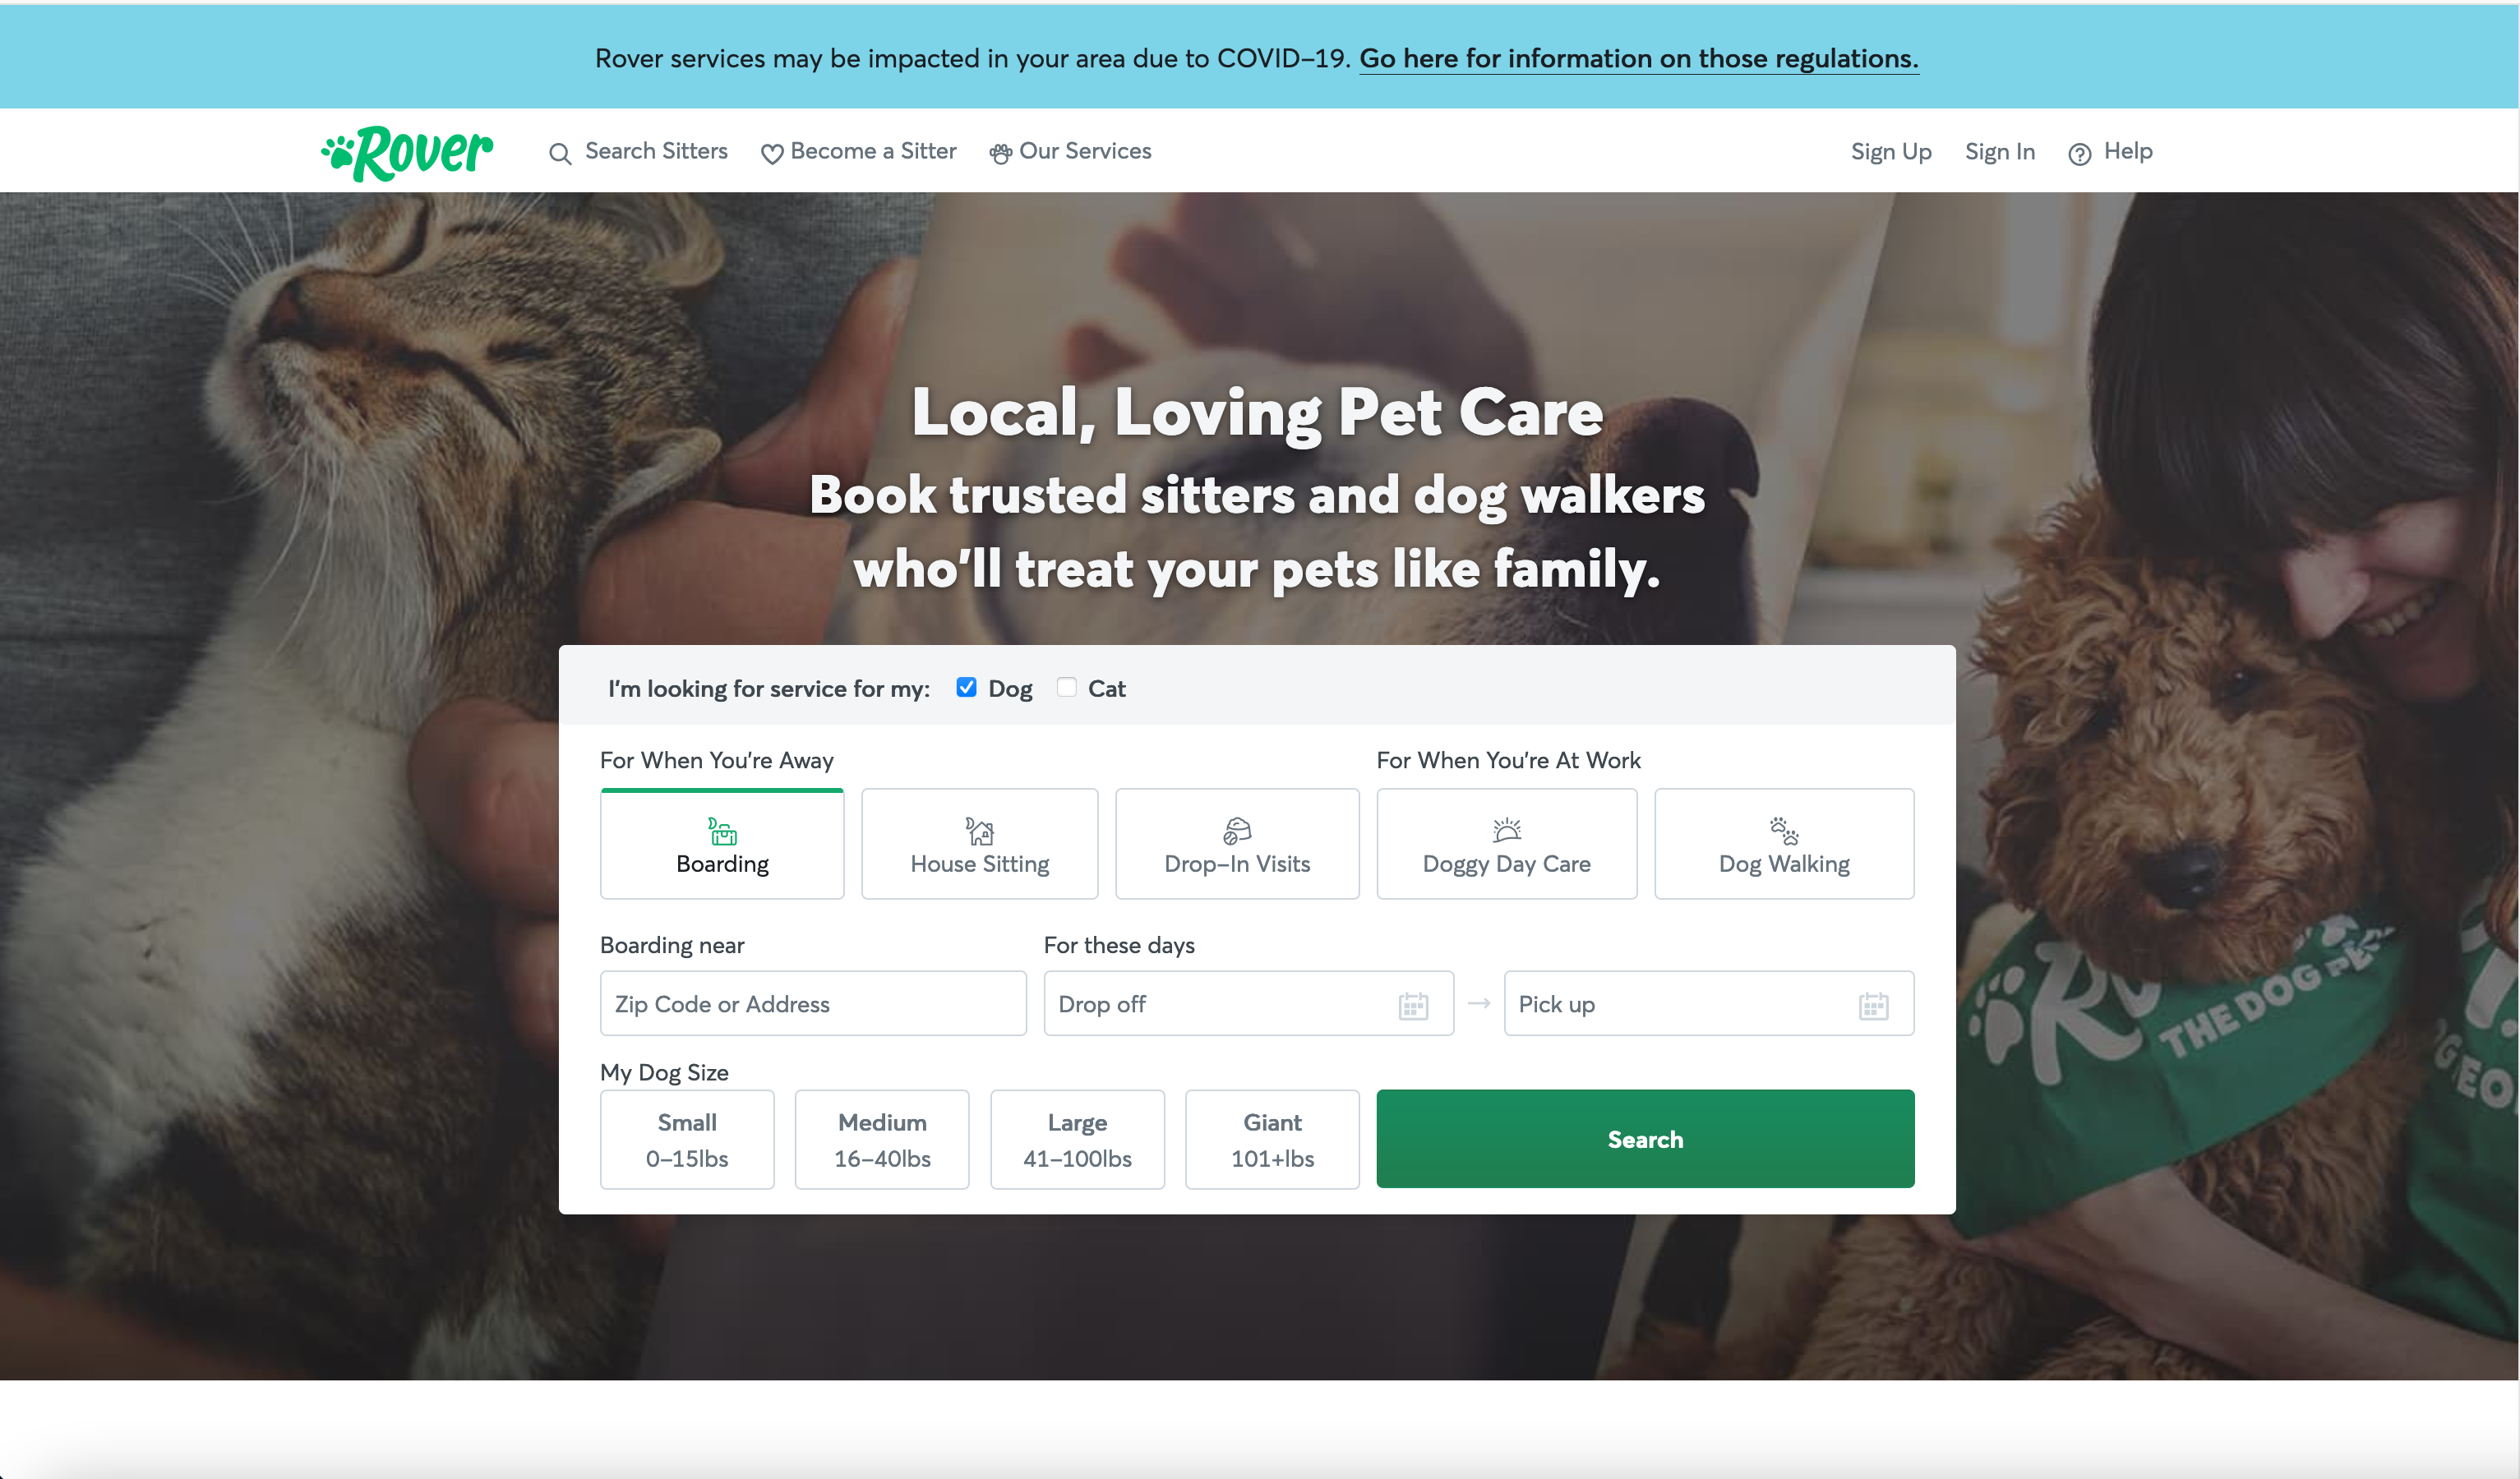 Rover services may be impacted in your area due to COVID-19. Go here for information on those regulations.
Rover
Search Sitters
Become a Sitter
Our Services
Sign Up
Sign In
Help
Local, Loving Pet Care
Book trusted sitters and dog walkers
who'll treat your pets like family.
I'm looking for service for my: Dog Cat
For When You're Away
For When You're At Work
Boarding
House Sitting
Drop-In Visits
Doggy Day Care
Dog Walking
Boarding near
For these days
Zip Code or Address
Drop off
→
Pick up
My Dog Size
Small
0-15lbs
Medium
16-40lbs
Large
41-100lbs
Giant
101+lbs
Search
THE DOG